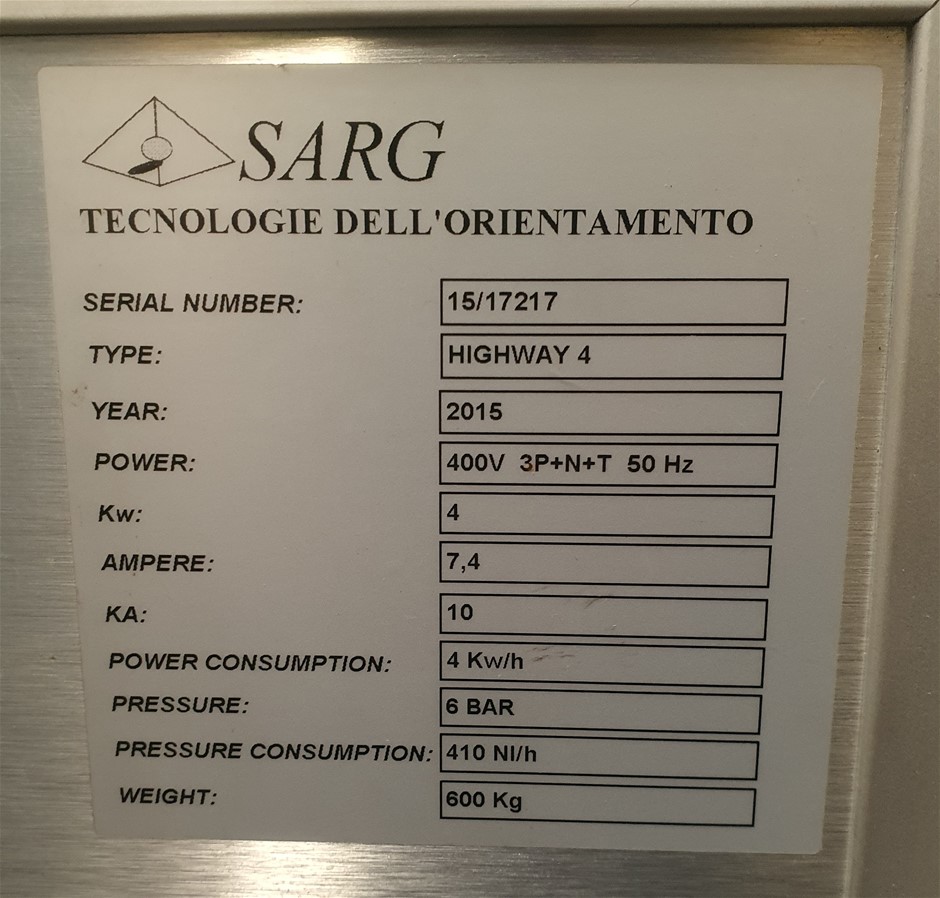 SARG
TECNOLOGIE DELL'ORIENTAMENTO
SERIAL NUMBER: 15/17217
TYPE: HIGHWAY 4
YEAR: 2015
POWER: 400V 3P+N+T 50 Hz
Kw: 4
AMPERE: 7,4
KA: 10
POWER CONSUMPTION: 4 Kw/h
PRESSURE: 6 BAR
PRESSURE CONSUMPTION: 410 Nl/h
WEIGHT: 600 Kg